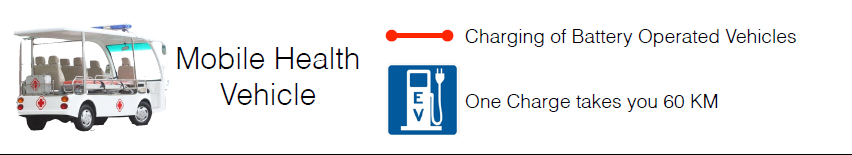 Mobile Health
Vehicle
Charging of Battery Operated Vehicles
E
V
One Charge takes you 60 KM